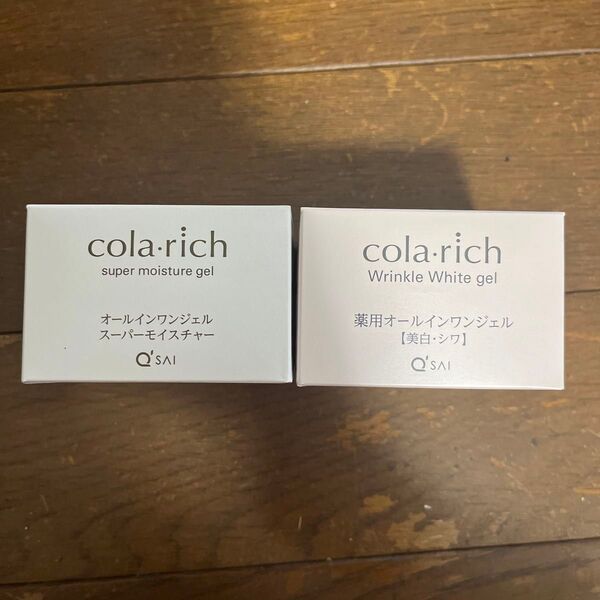 cola・rich
super moisture gel
オールインワンジェル
スーパーモイスチャー
Q'SAI
cola・rich
Wrinkle White gel
薬用オールインワンジェル
【美白・シワ】
Q'SAI